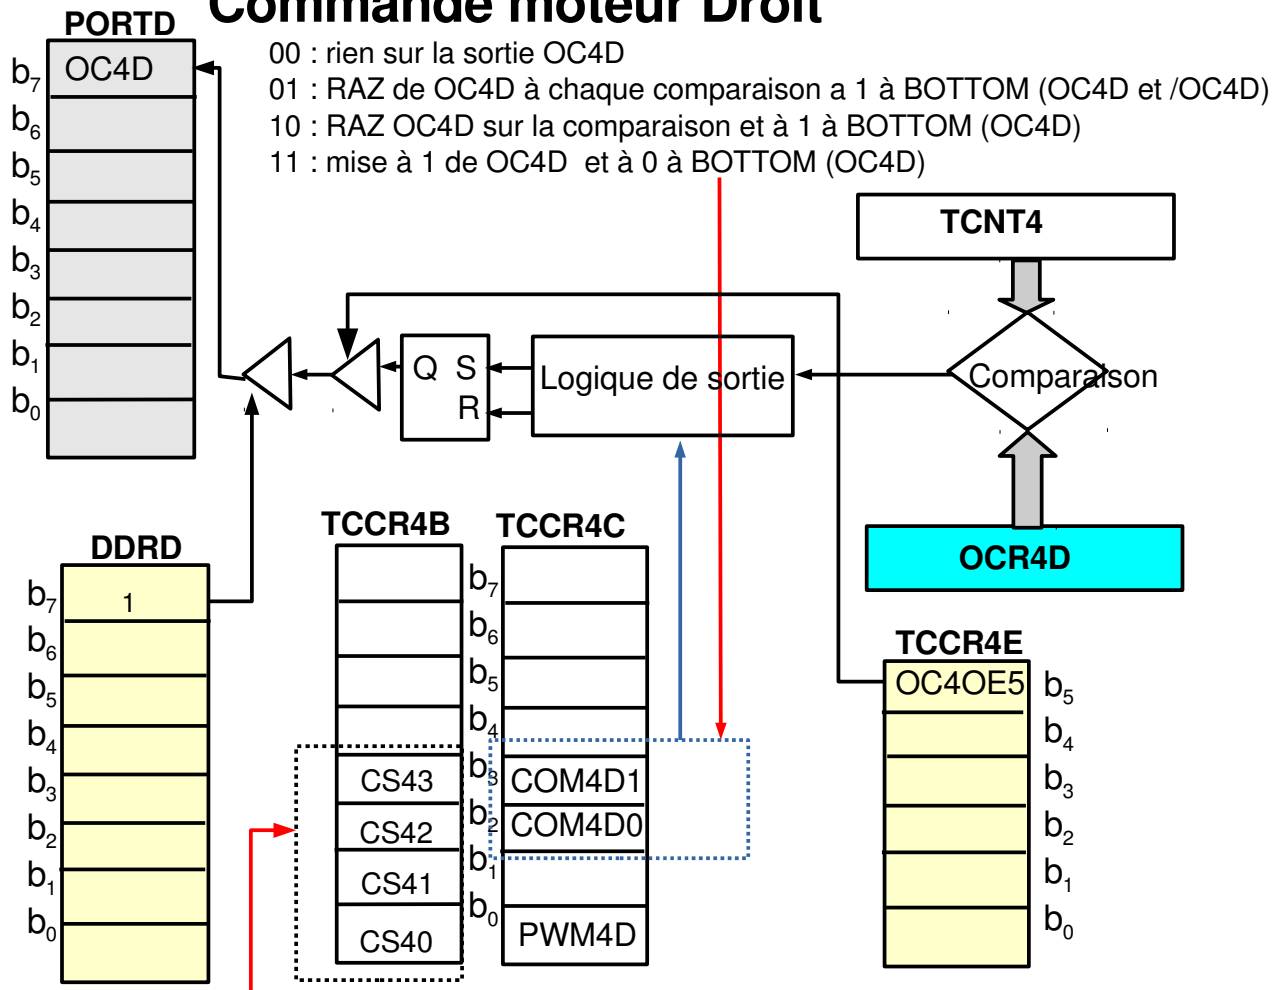 Commande moteur Droit
PORTD
00 : rien sur la sortie OC4D
01 : RAZ de OC4D à chaque comparaison a 1 à BOTTOM (OC4D et /OC4D)
10 : RAZ OC4D sur la comparaison et à 1 à BOTTOM (OC4D)
11 : mise à 1 de OC4D et à 0 à BOTTOM (OC4D)
b7 OC4D
b6
b5
b4
b3
b2
b1
b0
TCNT4
Q S
R
Logique de sortie
Comparaison
OCR4D
DDRD
b7 1
b6
b5
b4
b3
b2
b1
b0
TCCR4B
CS43
CS42
CS41
CS40
TCCR4C
b7
b6
b5
b4
b3 COM4D1
b2 COM4D0
b1
b0 PWM4D
TCCR4E
OC4OE5 b5
b4
b3
b2
b1
b0